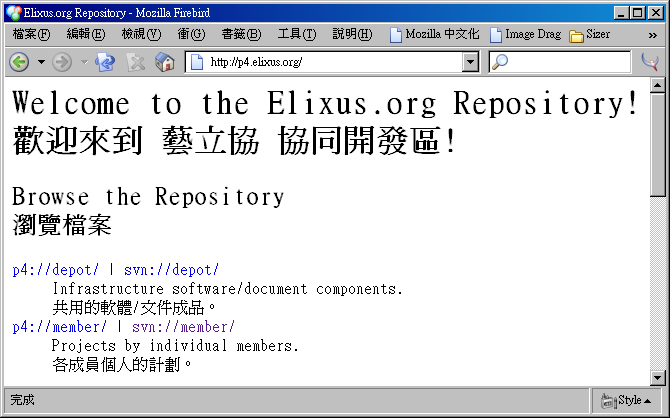 Elixus.org Repository - Mozilla Firebird
檔案(F) 編輯(E) 檢視(V) 衝(G) 書籤(B) 工具(T) 說明(H) Mozilla 中文化 Image Drag Sizer »
http://p4.elixus.org/
Welcome to the Elixus.org Repository!
歡迎來到 藝立協 協同開發區!
Browse the Repository
瀏覽檔案
p4://depot/ | svn://depot/
Infrastructure software/document components.
共用的軟體/文件成品。
p4://member/ | svn://member/
Projects by individual members.
各成員個人的計劃。
完成 Style